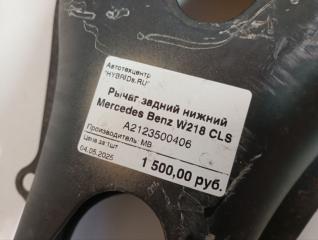 Автотехцентр
"HYBRIDs.RU"
Рычаг задний нижний
Mercedes Benz W218 CLS
A2123500406
Производитель: MB
Цена за: 1шт
04.05.2025
1 500,00 руб.